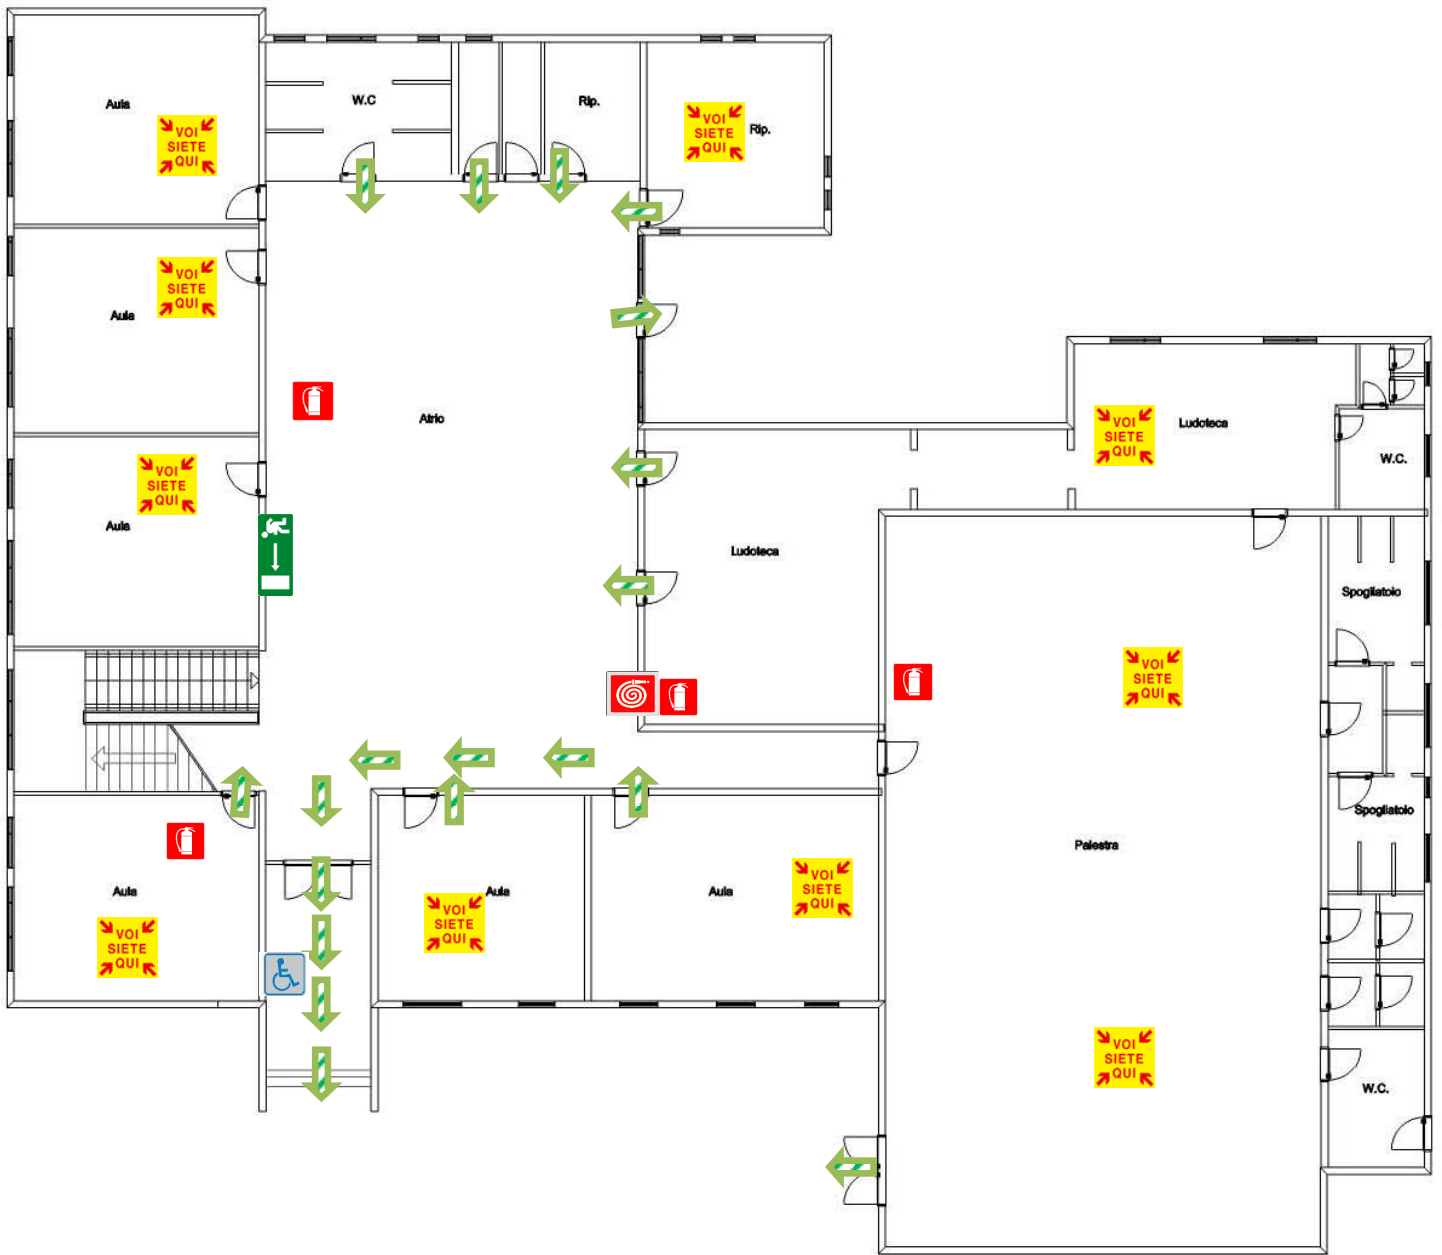 Aula
VOI
SIETE
QUI
W.C
Rip.
VOI
SIETE
QUI
Rip.
Aula
VOI
SIETE
QUI
Atrio
VOI
SIETE
QUI
Ludoteca
W.C.
Aula
VOI
SIETE
QUI
Ludoteca
Spogliatoio
VOI
SIETE
QUI
Spogliatoio
Palestra
Aula
VOI
SIETE
QUI
Aula
VOI
SIETE
QUI
Aula
VOI
SIETE
QUI
VOI
SIETE
QUI
W.C.